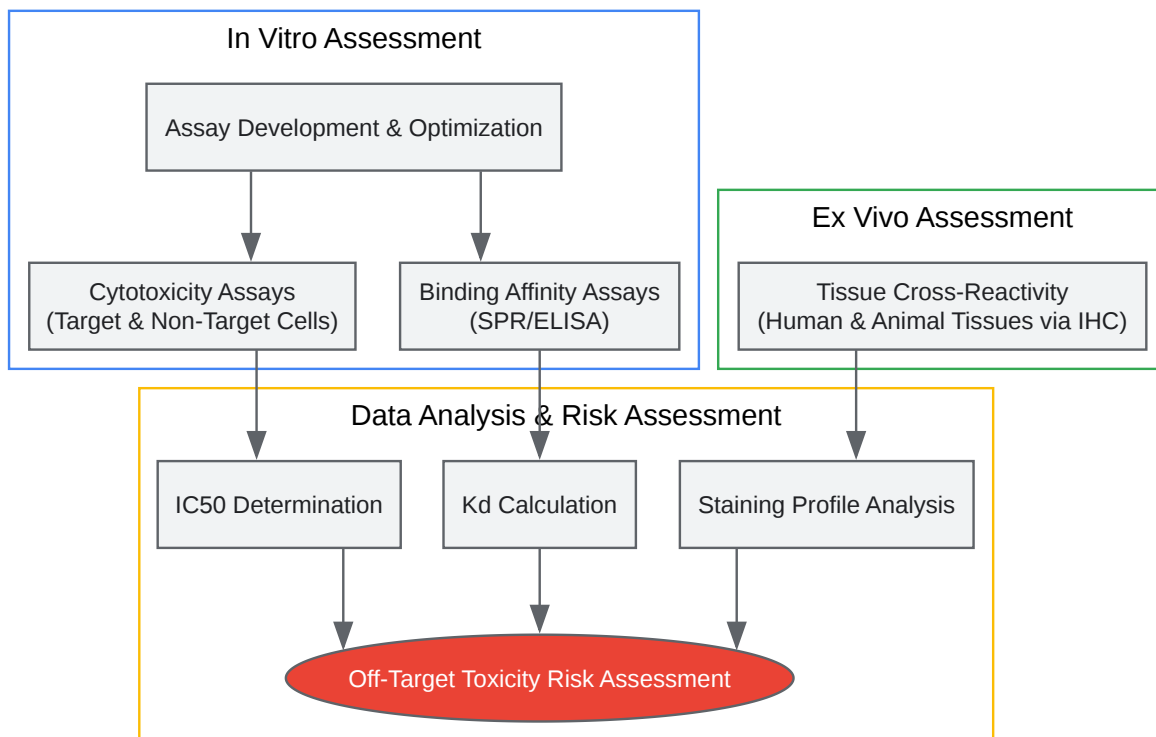 In Vitro Assessment
Assay Development & Optimization
Ex Vivo Assessment
Cytotoxicity Assays
(Target & Non-Target Cells)
Binding Affinity Assays
(SPR/ELISA)
Tissue Cross-Reactivity
(Human & Animal Tissues via IHC)
Data Analysis & Risk Assessment
IC50 Determination
Kd Calculation
Staining Profile Analysis
Off-Target Toxicity Risk Assessment